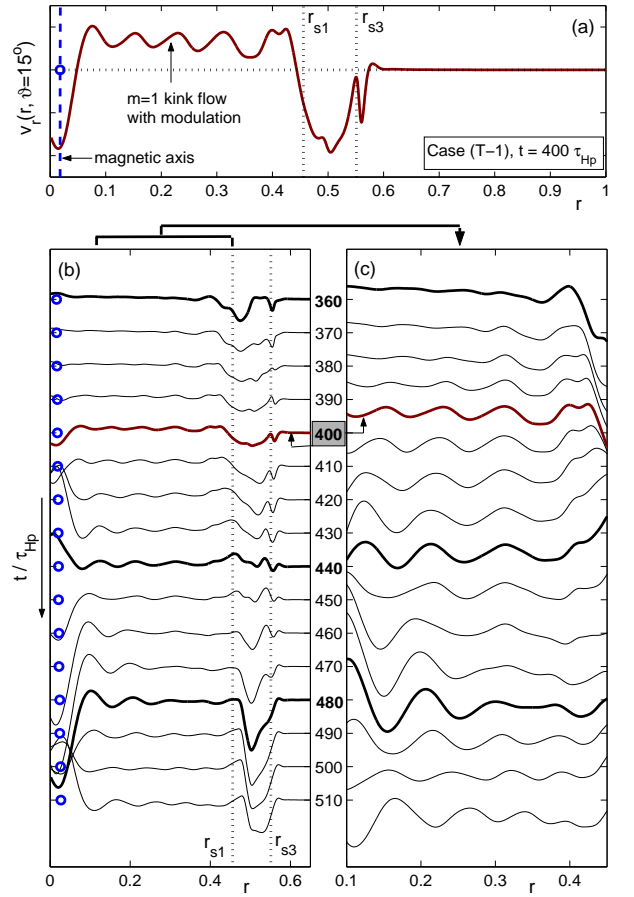 (a)
r_s1
r_s3
v_r(r, ϑ=15°)
m=1 kink flow
with modulation
magnetic axis
Case (T−1), t = 400 τ_Hp
0 0.1 0.2 0.3 0.4 0.5 0.6 0.7 0.8 0.9 1
r
(b)
(c)
360
370
380
390
400
410
420
430
440
450
460
470
480
490
500
510
t / τ_Hp
r_s1
r_s3
0 0.2 0.4 0.6
r
0.1 0.2 0.3 0.4
r